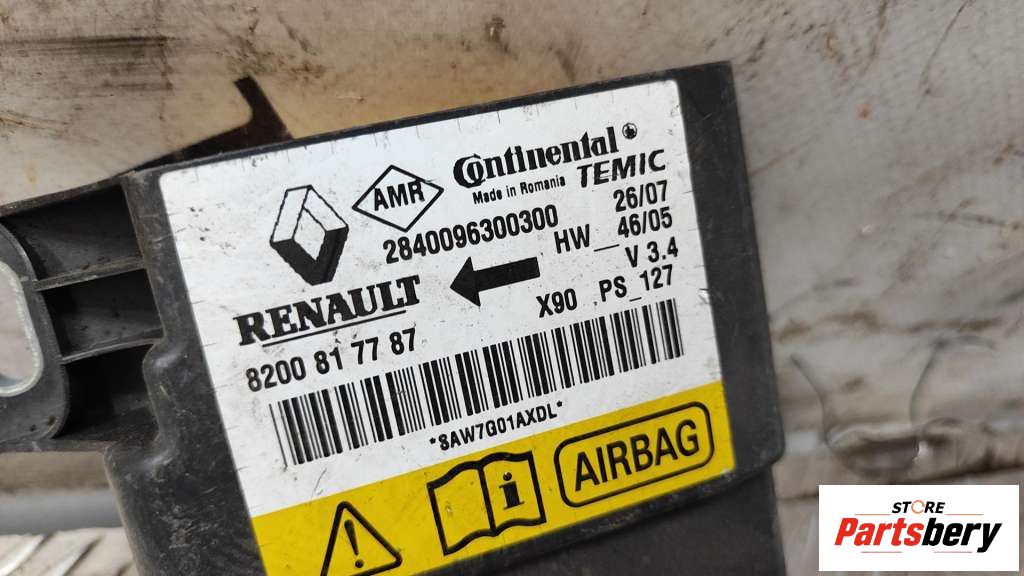 AMR
Continental
Made in Romania TEMIC
2840096300300 26/07
HW__46/05
RENAULT V 3.4
8200 81 77 87 X90 PS_127
*SAW7G01AXDL*
i AIRBAG
!
STORE
Partsbery